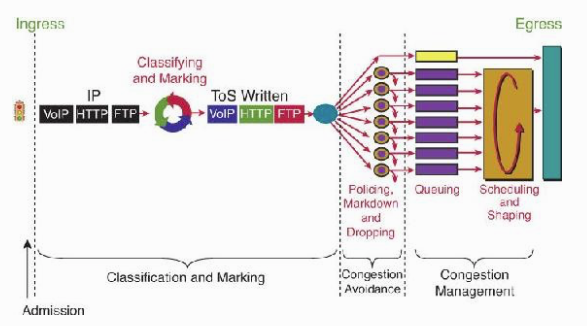 Ingress
Egress
Classifying
and Marking
IP
ToS Written
VoIP HTTP FTP
VoIP HTTP FTP
Policing,
Markdown
and
Dropping
Queuing
Scheduling
and
Shaping
Classification and Marking
Congestion
Avoidance
Congestion
Management
Admission